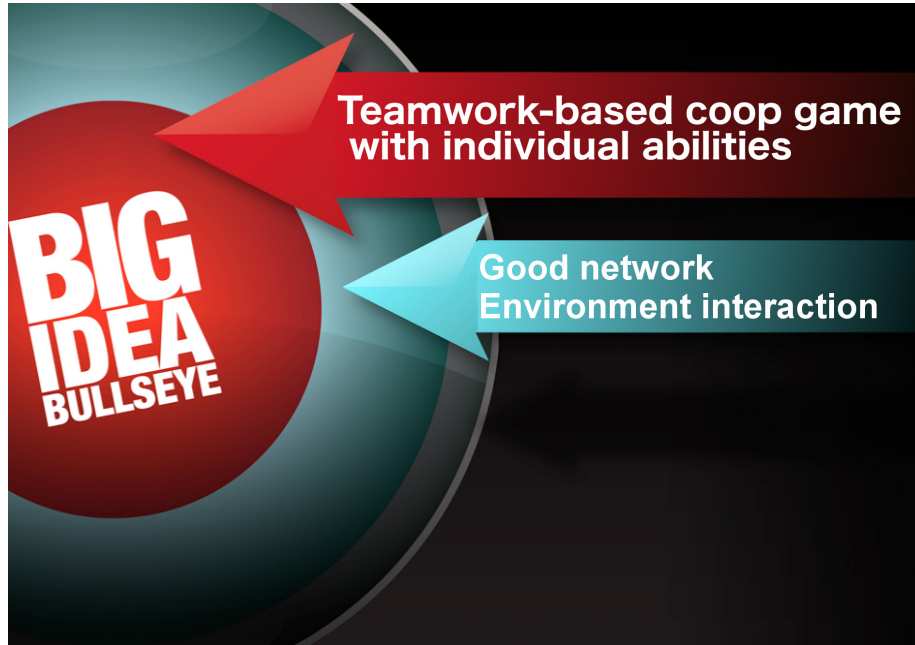 Teamwork-based coop game
with individual abilities
BIG
IDEA
BULLSEYE
Good network
Environment interaction